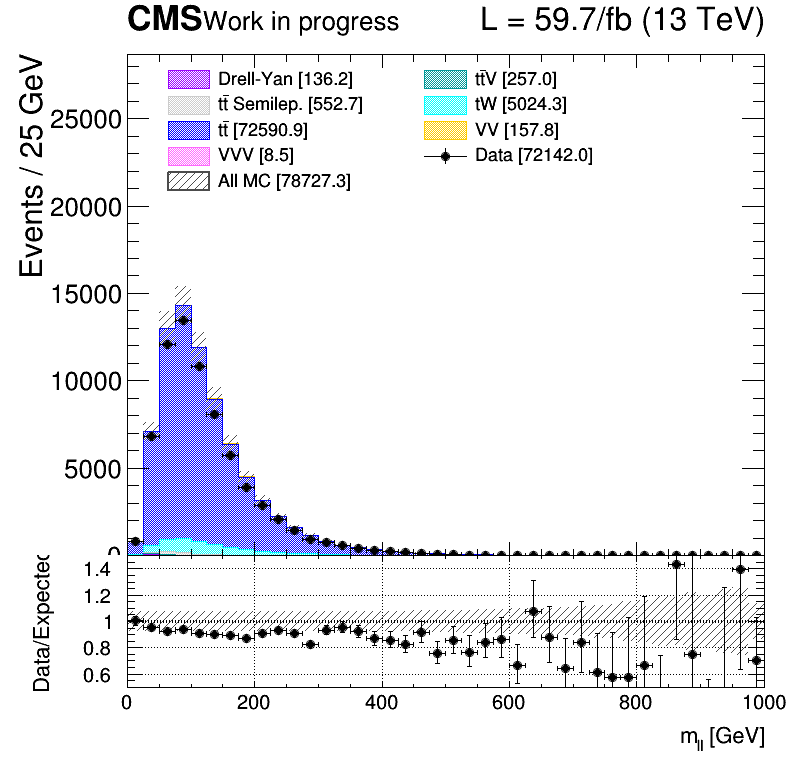 CMS Work in progress L = 59.7/fb (13 TeV)
Events / 25 GeV
Drell-Yan [136.2]
tt̄ Semilep. [552.7]
tt̄ [72590.9]
VVV [8.5]
All MC [78727.3]
tt̄V [257.0]
tW [5024.3]
VV [157.8]
Data [72142.0]
25000
20000
15000
10000
5000
0
Data/Expected
1.4
1.2
1
0.8
0.6
0 200 400 600 800 1000
m_ll [GeV]